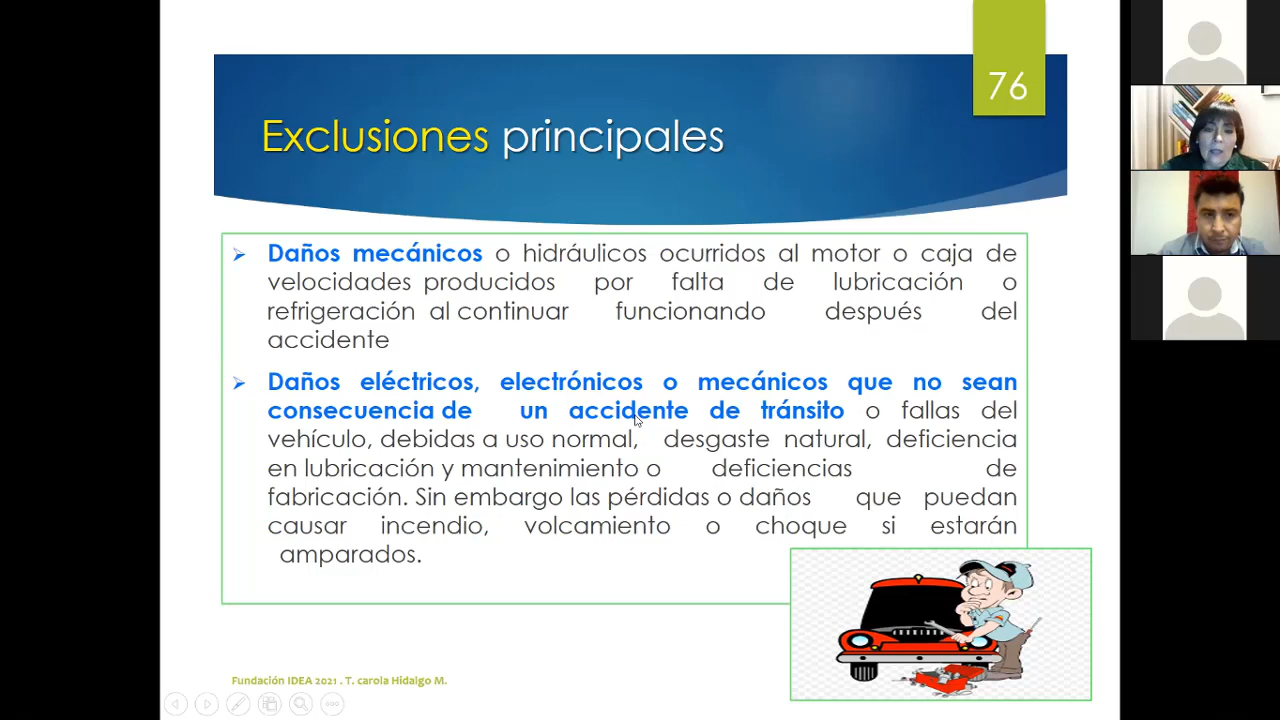 76
Exclusiones principales
Daños mecánicos o hidráulicos ocurridos al motor o caja de
velocidades producidos por falta de lubricación o
refrigeración al continuar funcionando después del
accidente
Daños eléctricos, electrónicos o mecánicos que no sean
consecuencia de un accidente de tránsito o fallas del
vehículo, debidas a uso normal, desgaste natural, deficiencia
en lubricación y mantenimiento o deficiencias de
fabricación. Sin embargo las pérdidas o daños que puedan
causar incendio, volcamiento o choque si estarán
amparados.
Fundación IDEA 2021 . T. carola Hidalgo M.